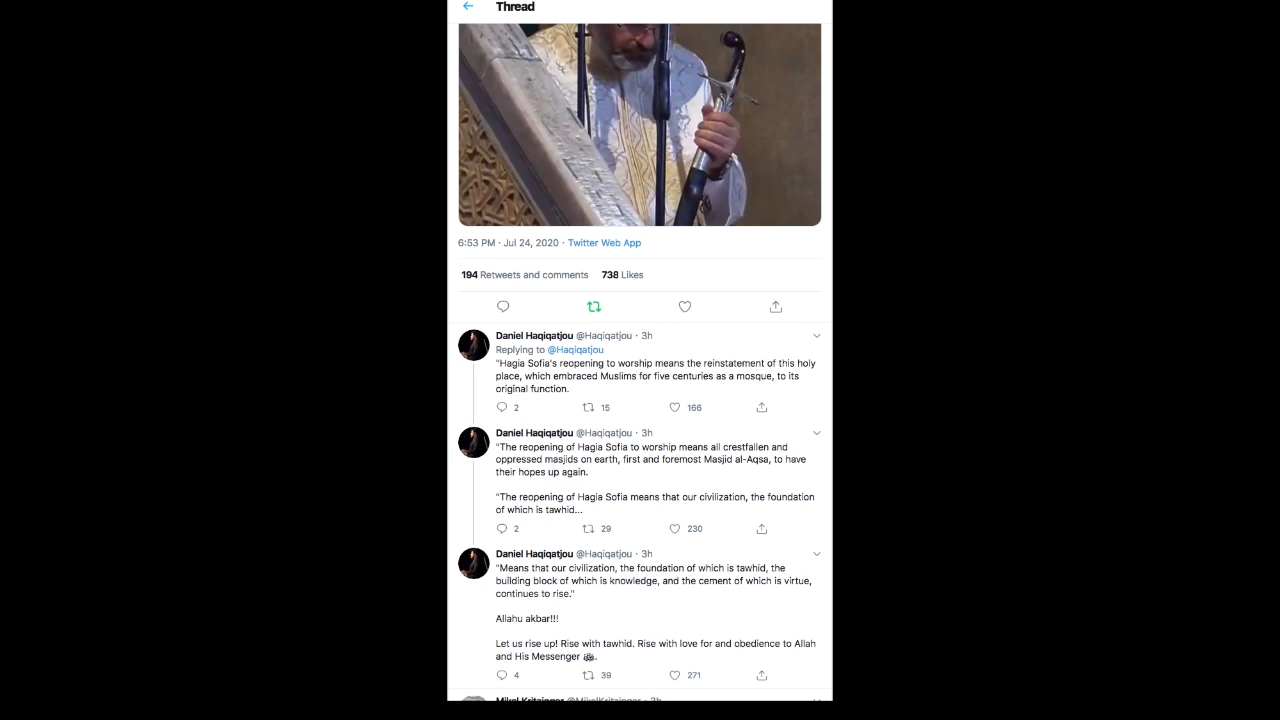 Thread
6:53 PM · Jul 24, 2020 · Twitter Web App
194 Retweets and comments 738 Likes
Daniel Haqiqatjou @Haqiqatjou · 3h
Replying to @Haqiqatjou
"Hagia Sofia's reopening to worship means the reinstatement of this holy
place, which embraced Muslims for five centuries as a mosque, to its
original function.
2 15 166
Daniel Haqiqatjou @Haqiqatjou · 3h
"The reopening of Hagia Sofia to worship means all crestfallen and
oppressed masjids on earth, first and foremost Masjid al-Aqsa, to have
their hopes up again.
"The reopening of Hagia Sofia means that our civilization, the foundation
of which is tawhid...
2 29 230
Daniel Haqiqatjou @Haqiqatjou · 3h
"Means that our civilization, the foundation of which is tawhid, the
building block of which is knowledge, and the cement of which is virtue,
continues to rise."
Allahu akbar!!!
Let us rise up! Rise with tawhid. Rise with love for and obedience to Allah
and His Messenger ﷺ.
4 39 271
Mikel Kritzinger @MikelKritzinger · 3h